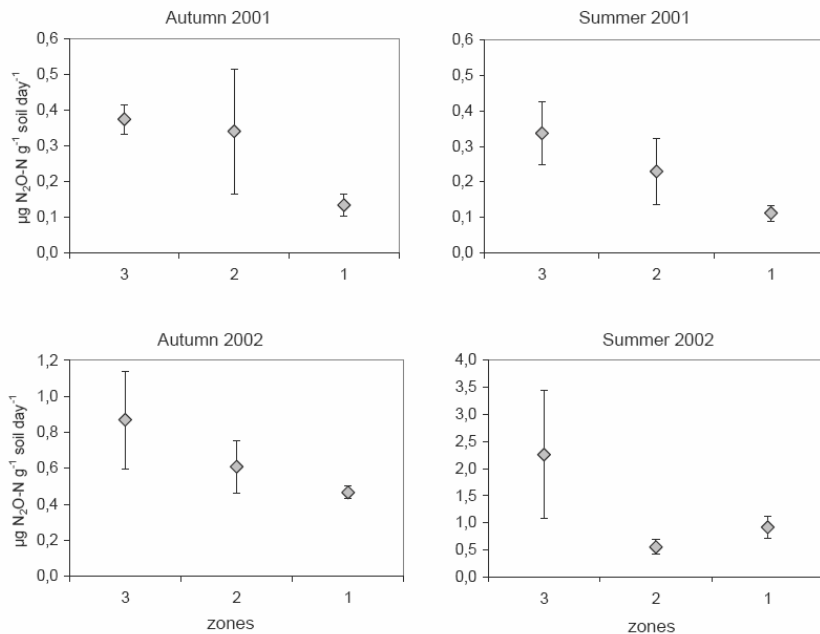 Autumn 2001
0,6
0,5
0,4
0,3
0,2
0,1
0,0
µg N₂O-N g⁻¹ soil day⁻¹
3 2 1
Summer 2001
0,6
0,5
0,4
0,3
0,2
0,1
0,0
3 2 1
Autumn 2002
1,2
1,0
0,8
0,6
0,4
0,2
0,0
µg N₂O-N g⁻¹ soil day⁻¹
3 2 1
zones
Summer 2002
4,0
3,5
3,0
2,5
2,0
1,5
1,0
0,5
0,0
3 2 1
zones